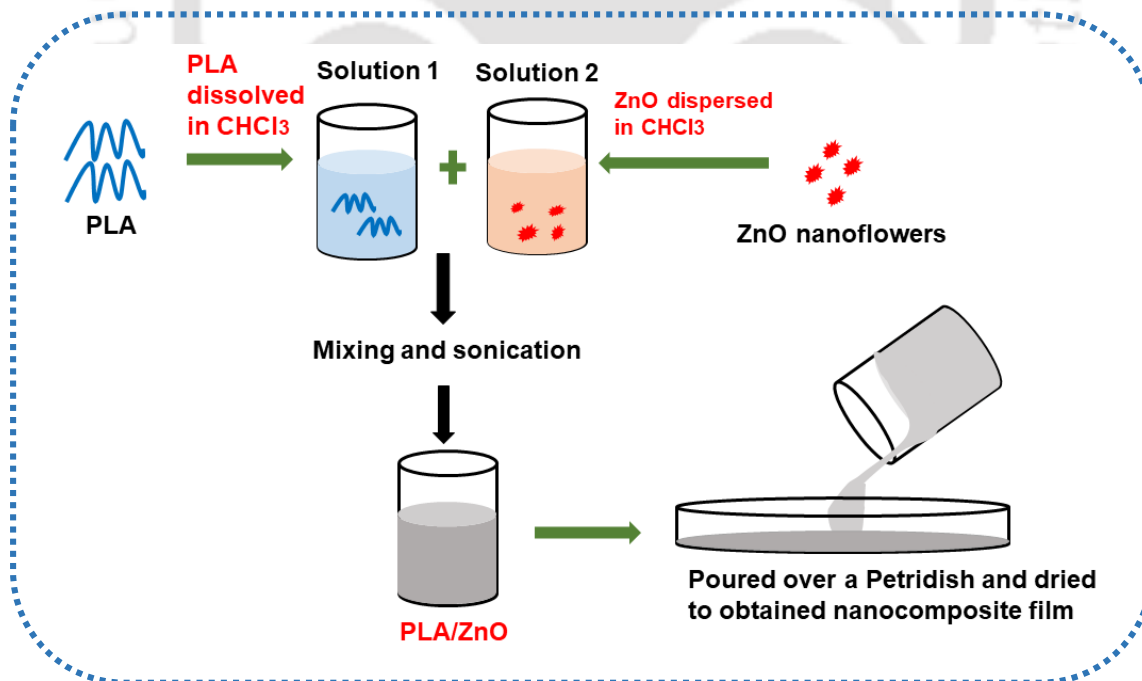 PLA
dissolved
in CHCl3
Solution 1
Solution 2
ZnO dispersed
in CHCl3
PLA
ZnO nanoflowers
Mixing and sonication
PLA/ZnO
Poured over a Petridish and dried
to obtained nanocomposite film